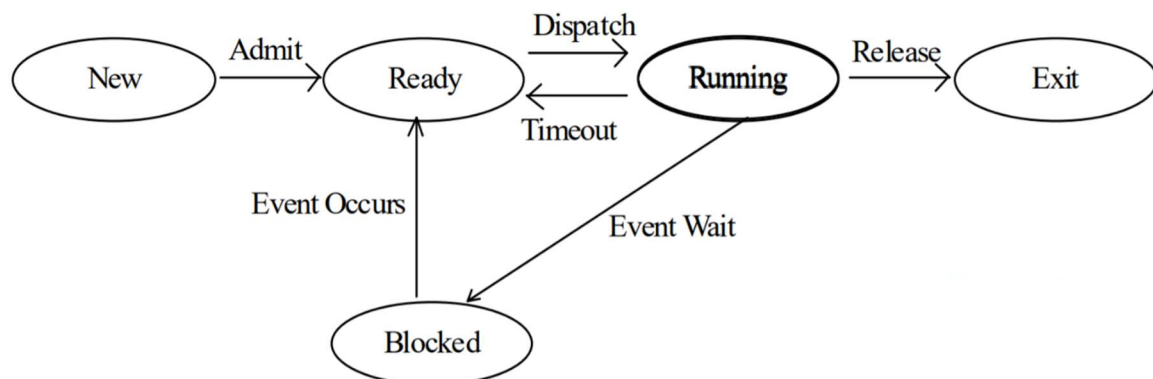 Dispatch
Admit
Release
New
Ready
Running
Exit
Timeout
Event Occurs
Event Wait
Blocked